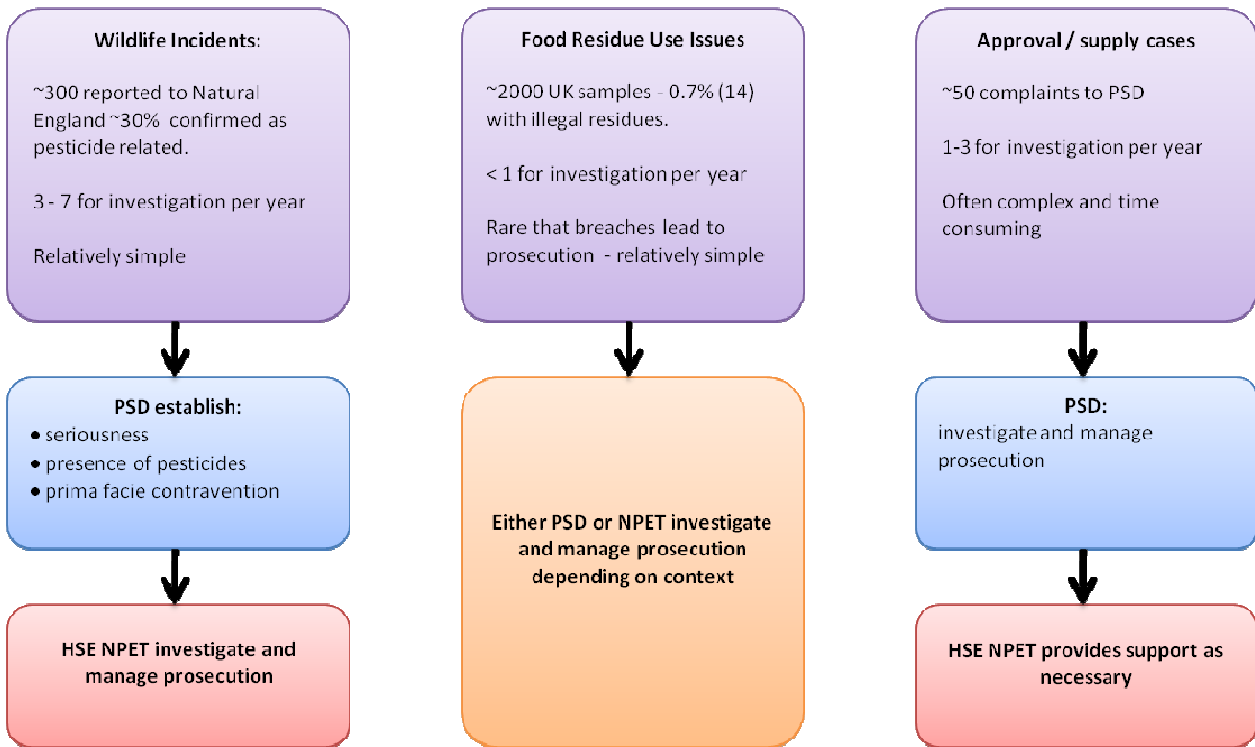 Wildlife Incidents:
~300 reported to Natural
England ~30% confirmed as
pesticide related.
3 - 7 for investigation per year
Relatively simple
PSD establish:
• seriousness
• presence of pesticides
• prima facie contravention
HSE NPET investigate and
manage prosecution
Food Residue Use Issues
~2000 UK samples - 0.7% (14)
with illegal residues.
< 1 for investigation per year
Rare that breaches lead to
prosecution - relatively simple
Either PSD or NPET investigate
and manage prosecution
depending on context
Approval / supply cases
~50 complaints to PSD
1-3 for investigation per year
Often complex and time
consuming
PSD:
investigate and manage
prosecution
HSE NPET provides support as
necessary